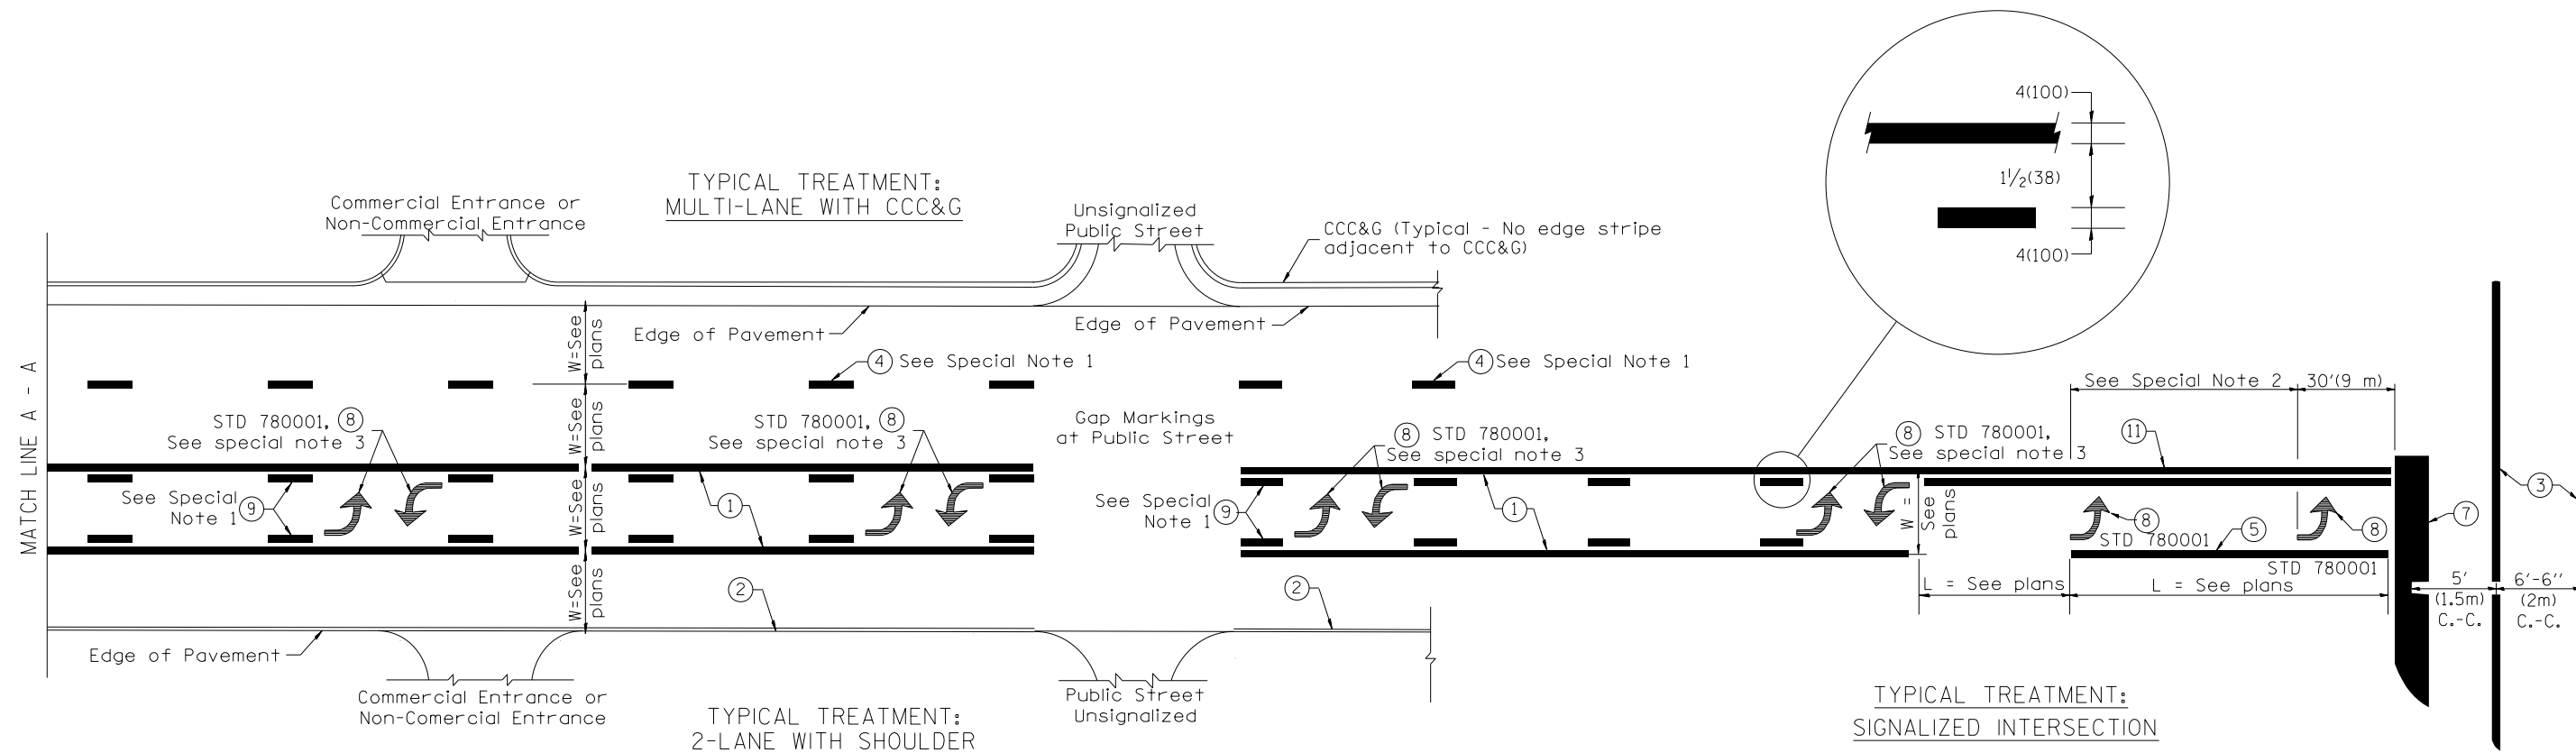 MATCH LINE A - A
Commercial Entrance or
Non-Commercial Entrance
TYPICAL TREATMENT:
MULTI-LANE WITH CCC&G
Unsignalized
Public Street
CCC&G (Typical - No edge stripe
adjacent to CCC&G)
4(100)
1½(38)
4(100)
Edge of Pavement
Edge of Pavement
W=See
plans
W=See
plans
W=See
plans
W=See
plans
4 See Special Note 1
4 See Special Note 1
STD 780001, 8
See special note 3
STD 780001, 8
See special note 3
Gap Markings
at Public Street
8 STD 780001,
See special note 3
8 STD 780001,
See special note 3
See Special Note 2
30'(9 m)
11
3
See Special
Note 1
9
1
See Special
Note 1
9
1
W =
See
plans
8
STD 780001
5
8
7
STD 780001
L = See plans
L = See plans
5'
(1.5m)
C.-C.
6'-6''
(2m)
C.-C.
2
2
Edge of Pavement
Commercial Entrance or
Non-Comercial Entrance
Public Street
Unsignalized
TYPICAL TREATMENT:
2-LANE WITH SHOULDER
TYPICAL TREATMENT:
SIGNALIZED INTERSECTION